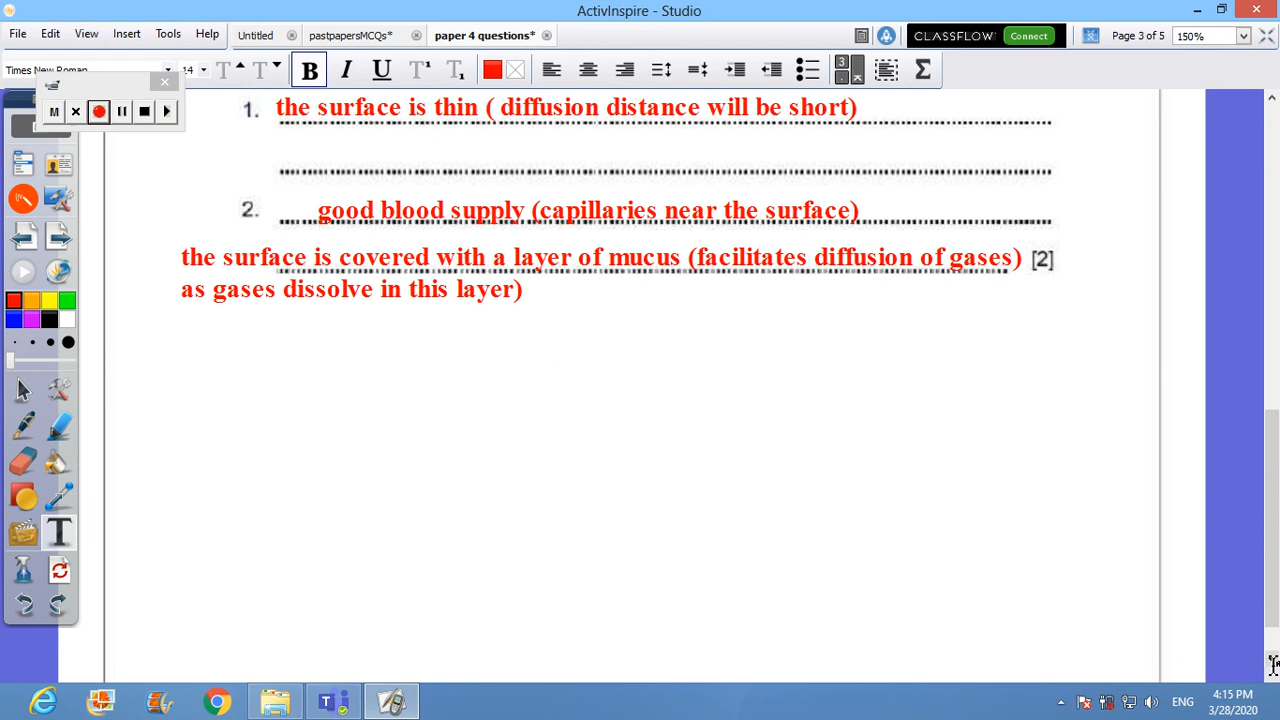 ActivInspire - Studio
File Edit View Insert Tools Help Untitled pastpapersMCQs* paper 4 questions* CLASSFLOW Connect Page 3 of 5 150%
Times New Roman 14 B I U T¹ T₁ Σ
M
1. the surface is thin ( diffusion distance will be short)
2. good blood supply (capillaries near the surface)
the surface is covered with a layer of mucus (facilitates diffusion of gases) [2]
as gases dissolve in this layer)
T
ENG 4:15 PM
3/28/2020